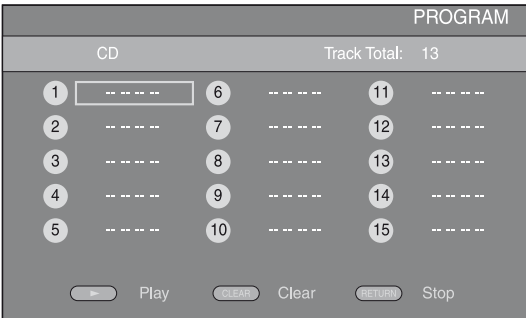 PROGRAM
CD Track Total: 13
1 -- -- -- -- 6 -- -- -- -- 11 -- -- -- --
2 -- -- -- -- 7 -- -- -- -- 12 -- -- -- --
3 -- -- -- -- 8 -- -- -- -- 13 -- -- -- --
4 -- -- -- -- 9 -- -- -- -- 14 -- -- -- --
5 -- -- -- -- 10 -- -- -- -- 15 -- -- -- --
Play CLEAR Clear RETURN Stop